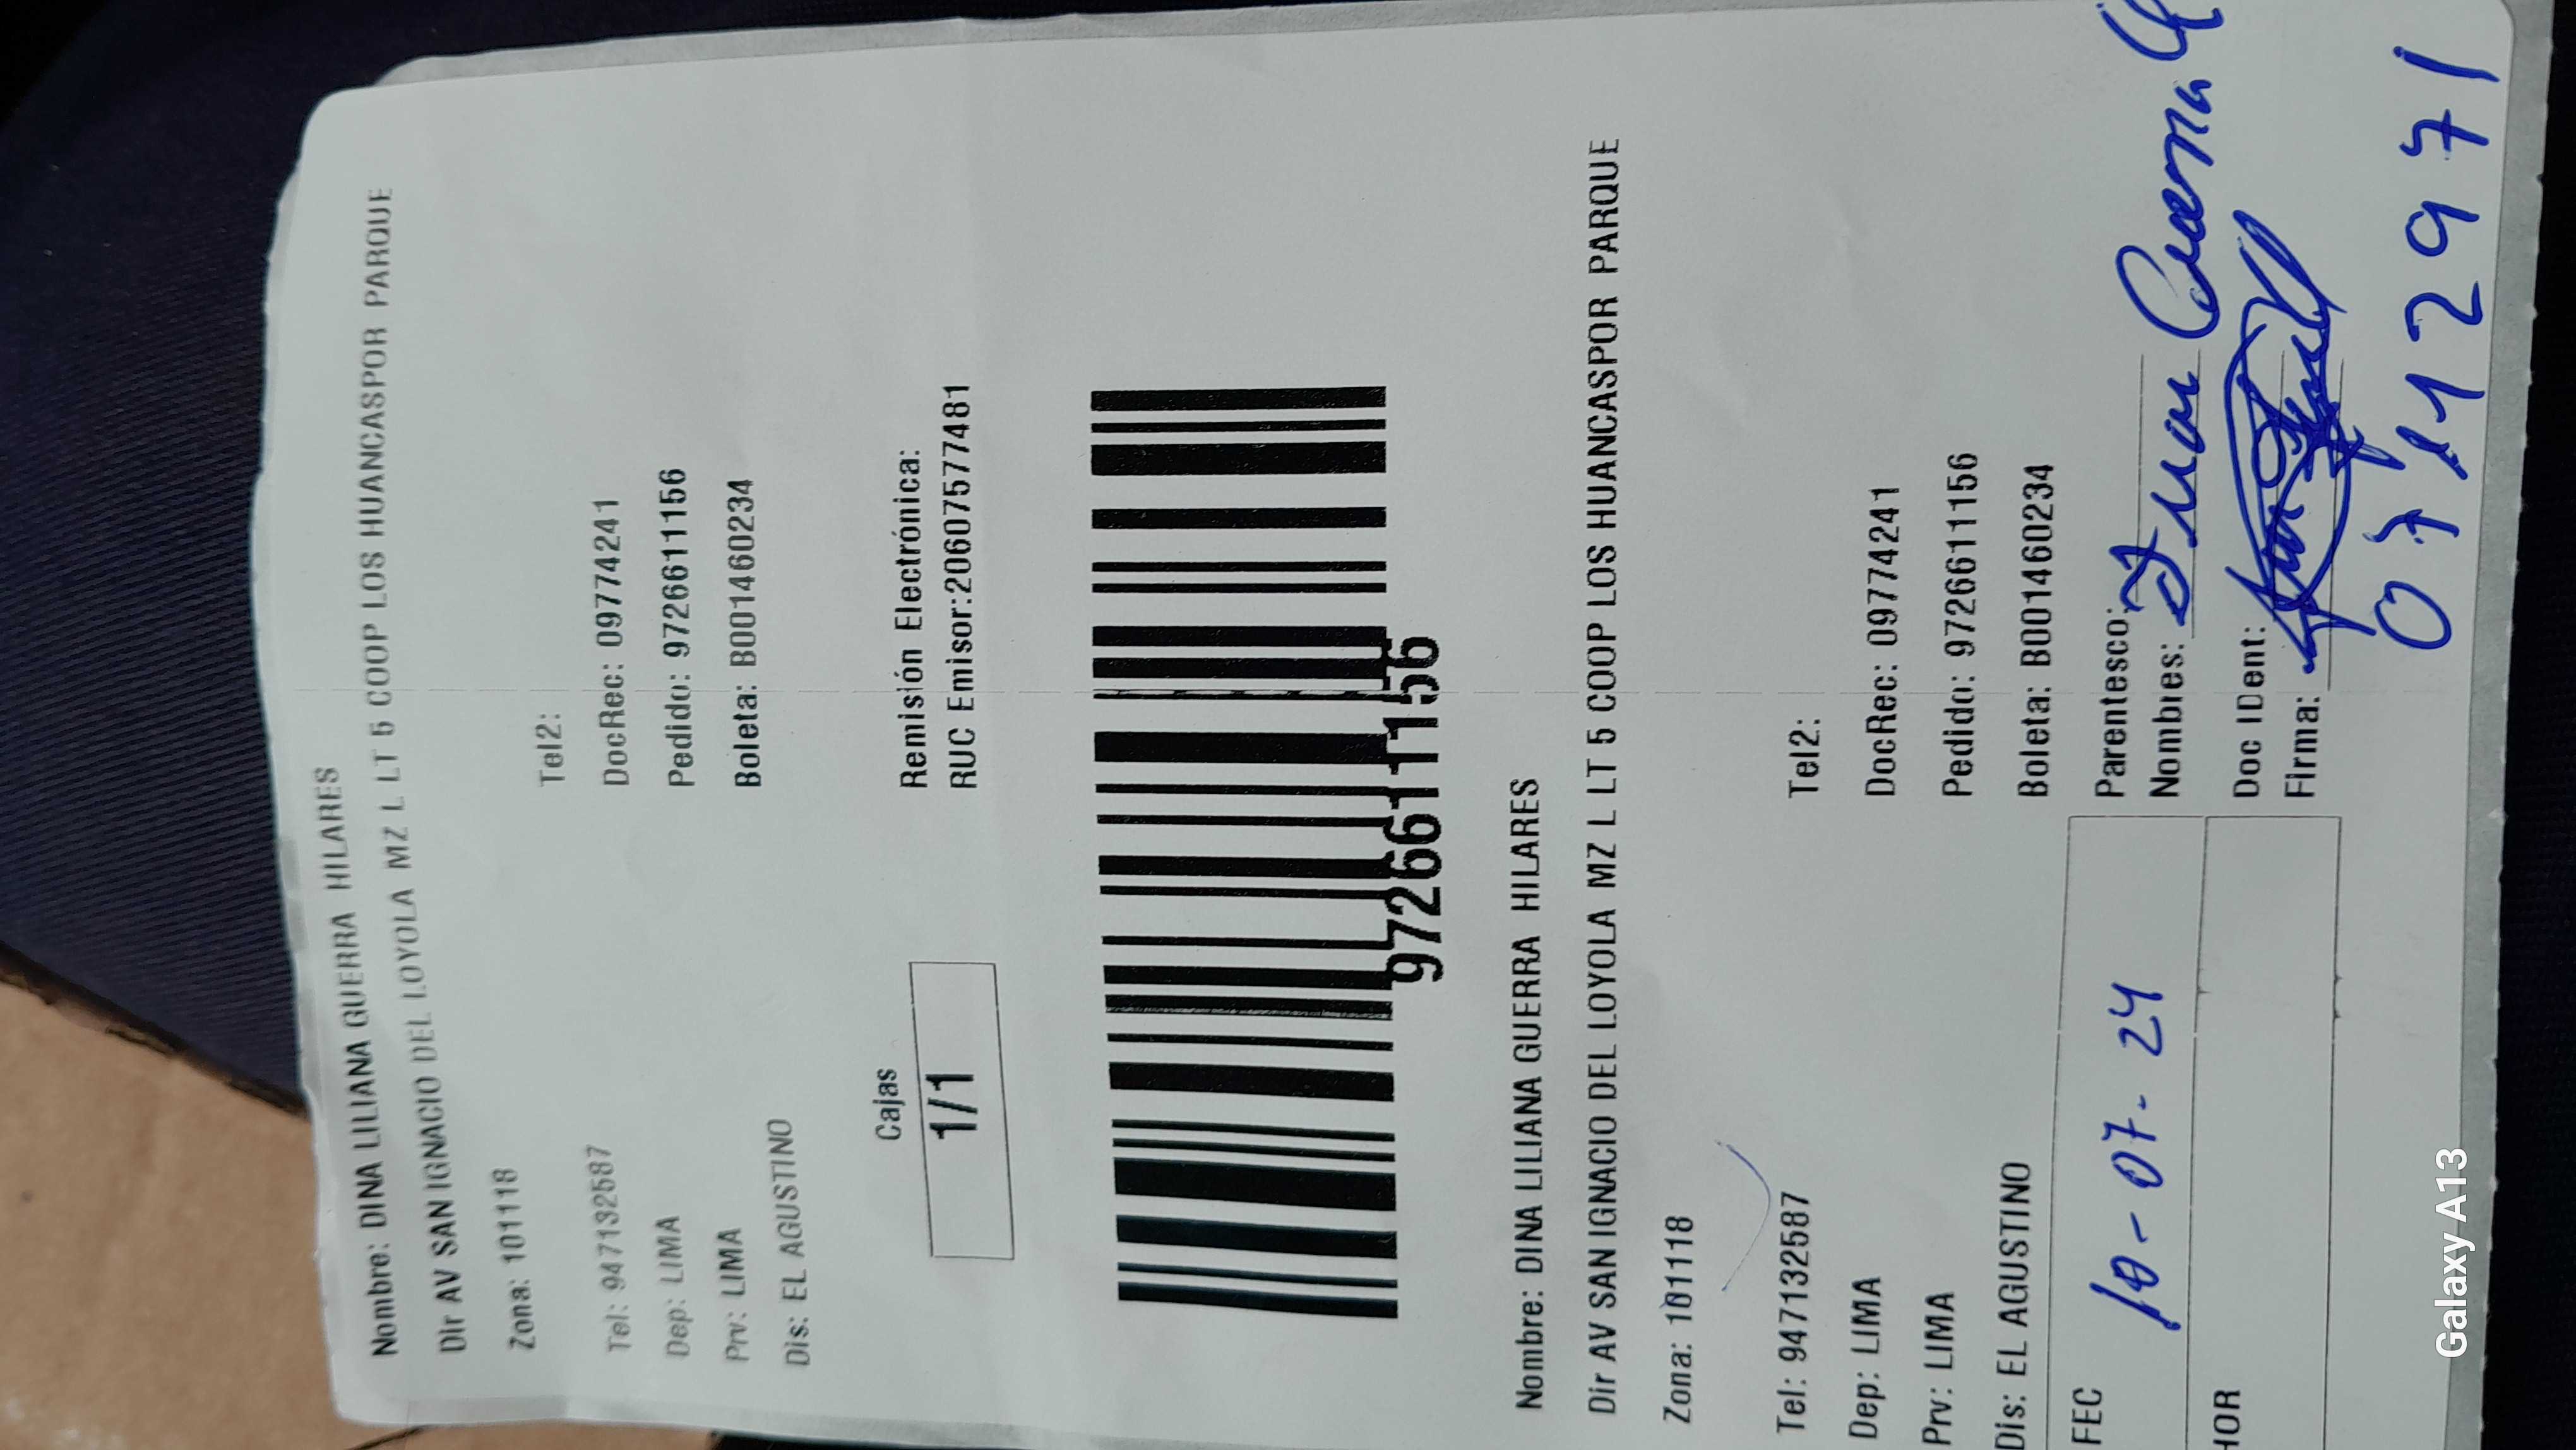 Nombre: DINA LILIANA GUERRA HILARES
Dir AV SAN IGNACIO DEL LOYOLA MZ L LT 5 COOP LOS HUANCASPOR PARQUE
Zona: 101118
Tel: 947132587
Tel2:
Dep: LIMA
DocRec: 09774241
Prv: LIMA
Pedido: 9726611156
Dis: EL AGUSTINO
Boleta: B001460234
Cajas
1/1
Remisión Electrónica:
RUC Emisor:20607577481
9726611156
Nombre: DINA LILIANA GUERRA HILARES
Dir AV SAN IGNACIO DEL LOYOLA MZ L LT 5 COOP LOS HUANCASPOR PARQUE
Zona: 101118
Tel: 947132587
Tel2:
Dep: LIMA
DocRec: 09774241
Prv: LIMA
Pedido: 9726611156
Dis: EL AGUSTINO
Boleta: B001460234
FEC
10-07-24
HOR
Parentesco:
Nombres:
Doc IDent:
Firma:
07112971
Galaxy A13